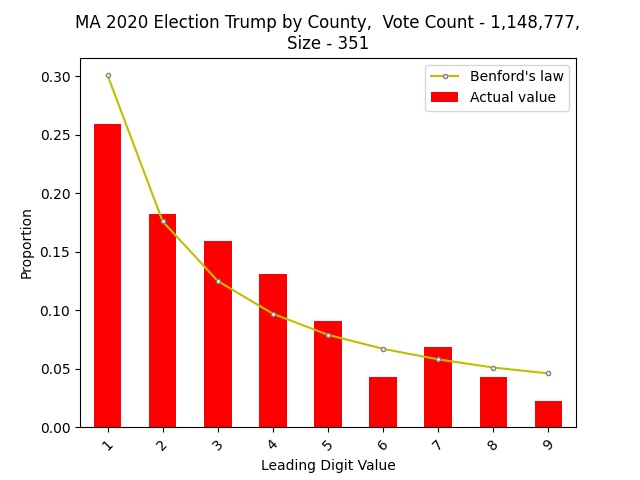 MA 2020 Election Trump by County,  Vote Count - 1,148,777,
Size - 351
Benford's law
Actual value
0.30
0.25
0.20
0.15
0.10
0.05
0.00
Proportion
1 2 3 4 5 6 7 8 9
Leading Digit Value